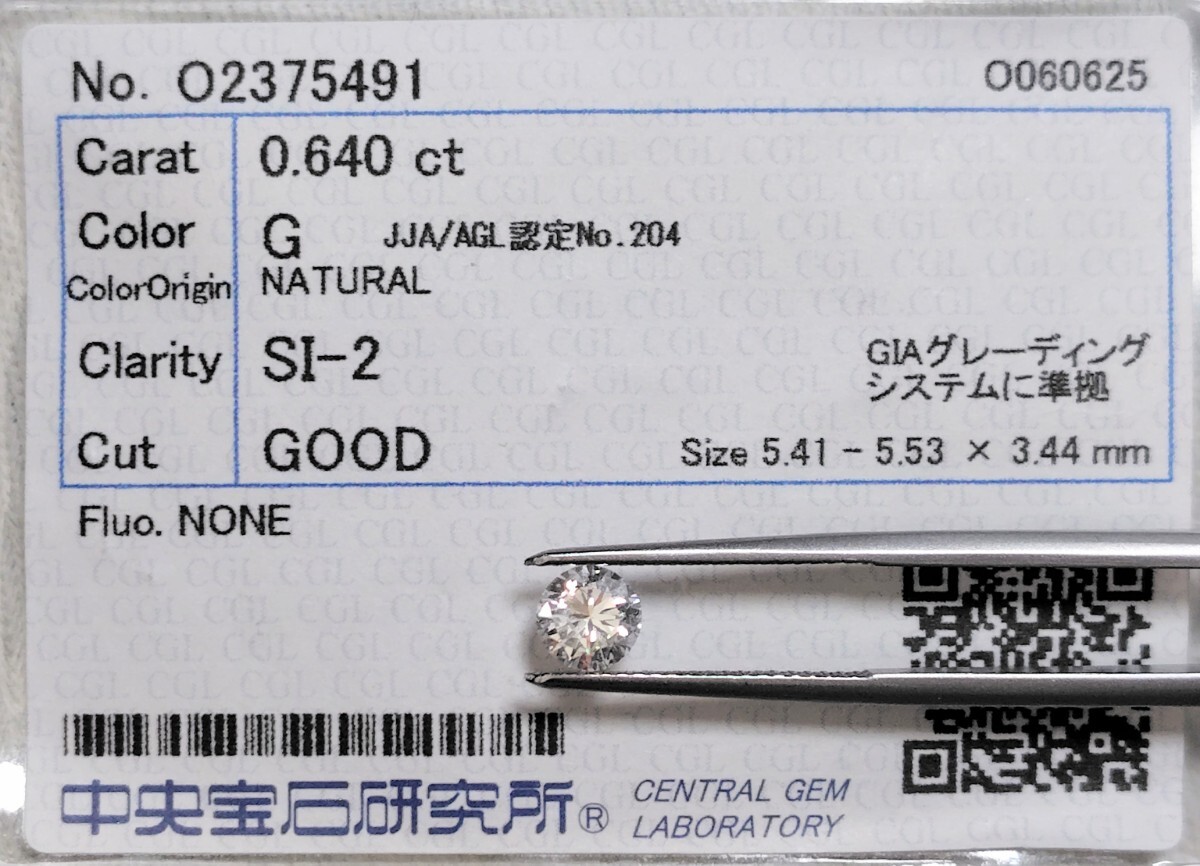 No. O2375491 O060625
Carat 0.640 ct
Color G JJA/AGL認定No.204
ColorOrigin NATURAL
Clarity SI-2 GIAグレーディング
システムに準拠
Cut GOOD Size 5.41 - 5.53 × 3.44 mm
Fluo. NONE
中央宝石研究所® CENTRAL GEM
LABORATORY